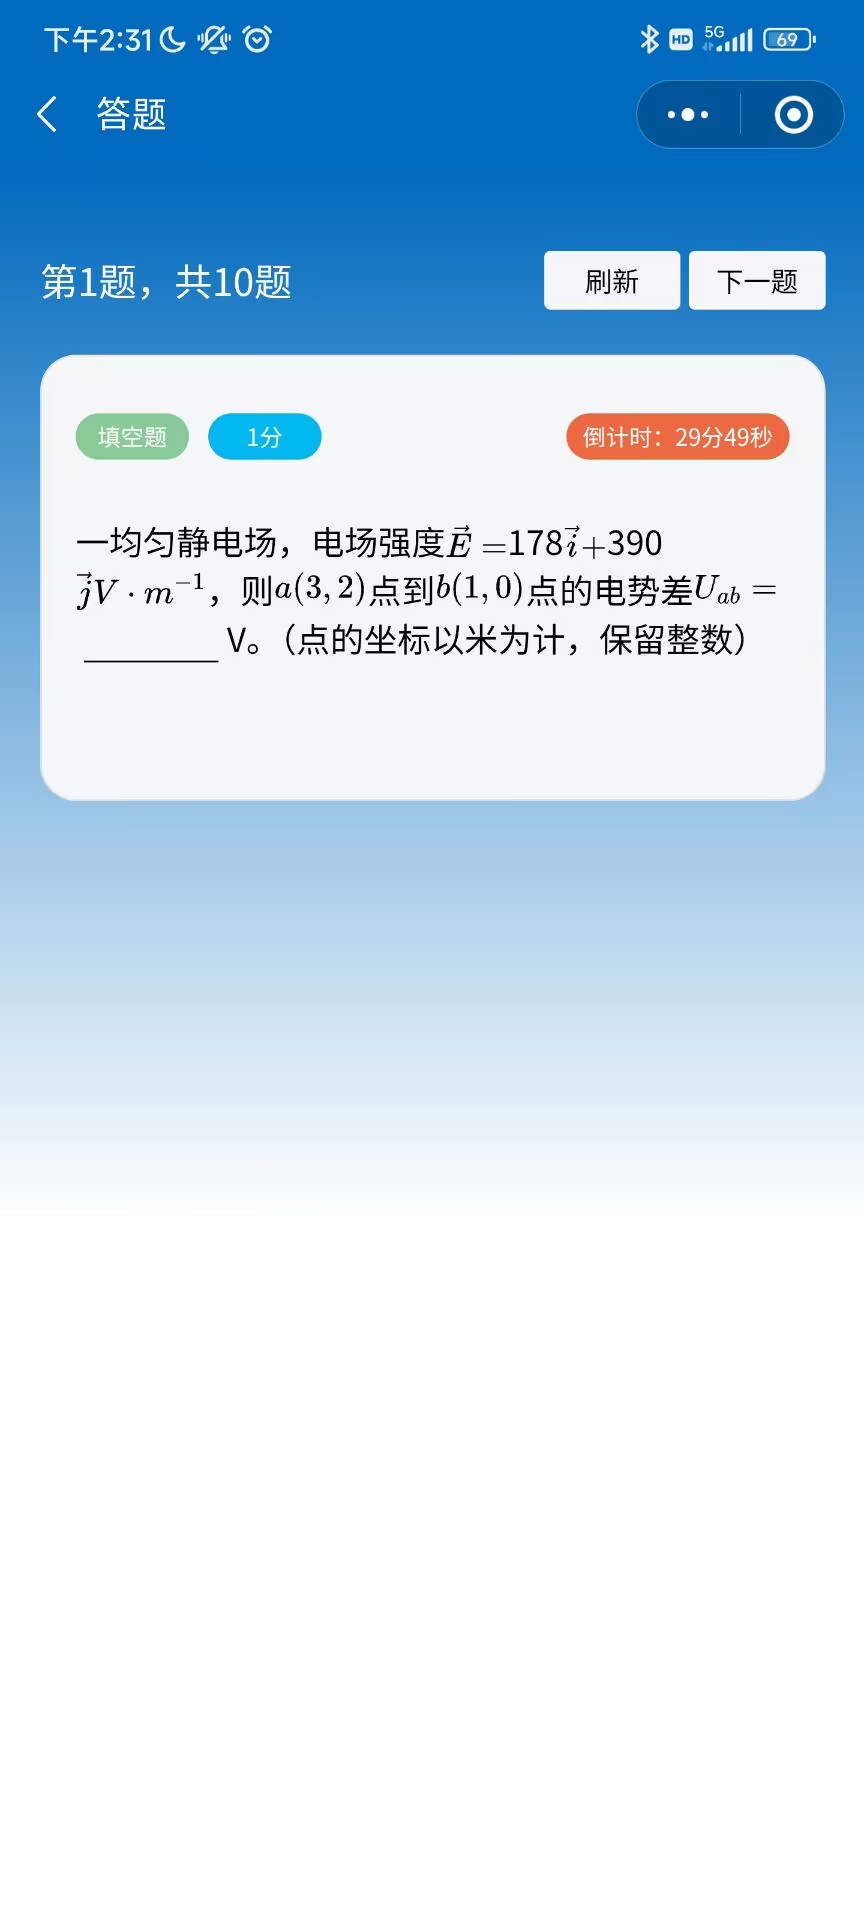 下午2:31 HD 5G 69
答题
第1题，共10题 刷新 下一题
填空题 1分 倒计时：29分49秒
一均匀静电场，电场强度$\vec{E}$ =178$\vec{i}$+390
$\vec{j}V \cdot m^{-1}$，则$a(3,2)$点到$b(1,0)$点的电势差$U_{ab}=$
________ V。（点的坐标以米为计，保留整数）